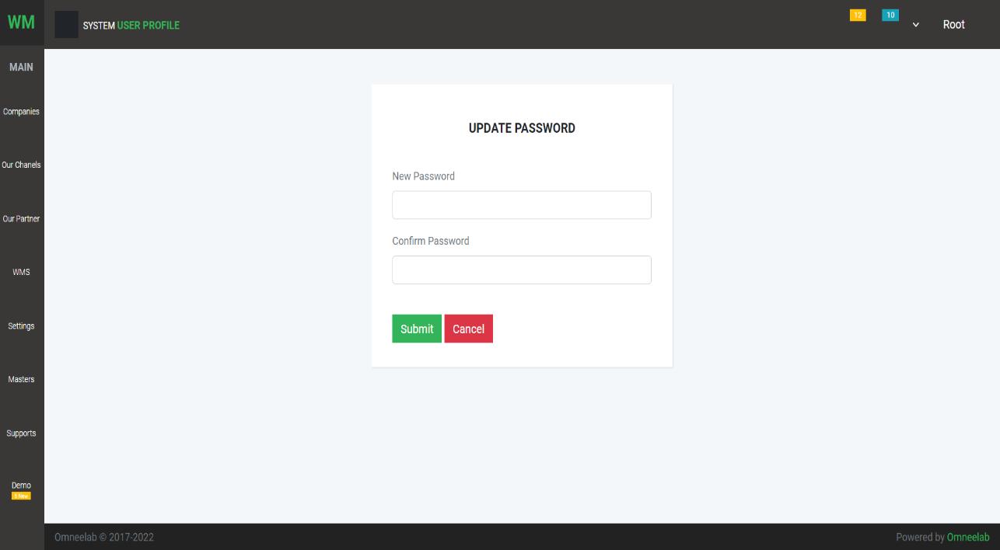 WM
SYSTEM USER PROFILE
12
10
Root
MAIN
Companies
Our Chanels
Our Partner
WMS
Settings
Masters
Supports
Demo
6 New
UPDATE PASSWORD
New Password
Confirm Password
Submit Cancel
Omneelab © 2017-2022
Powered by Omneelab